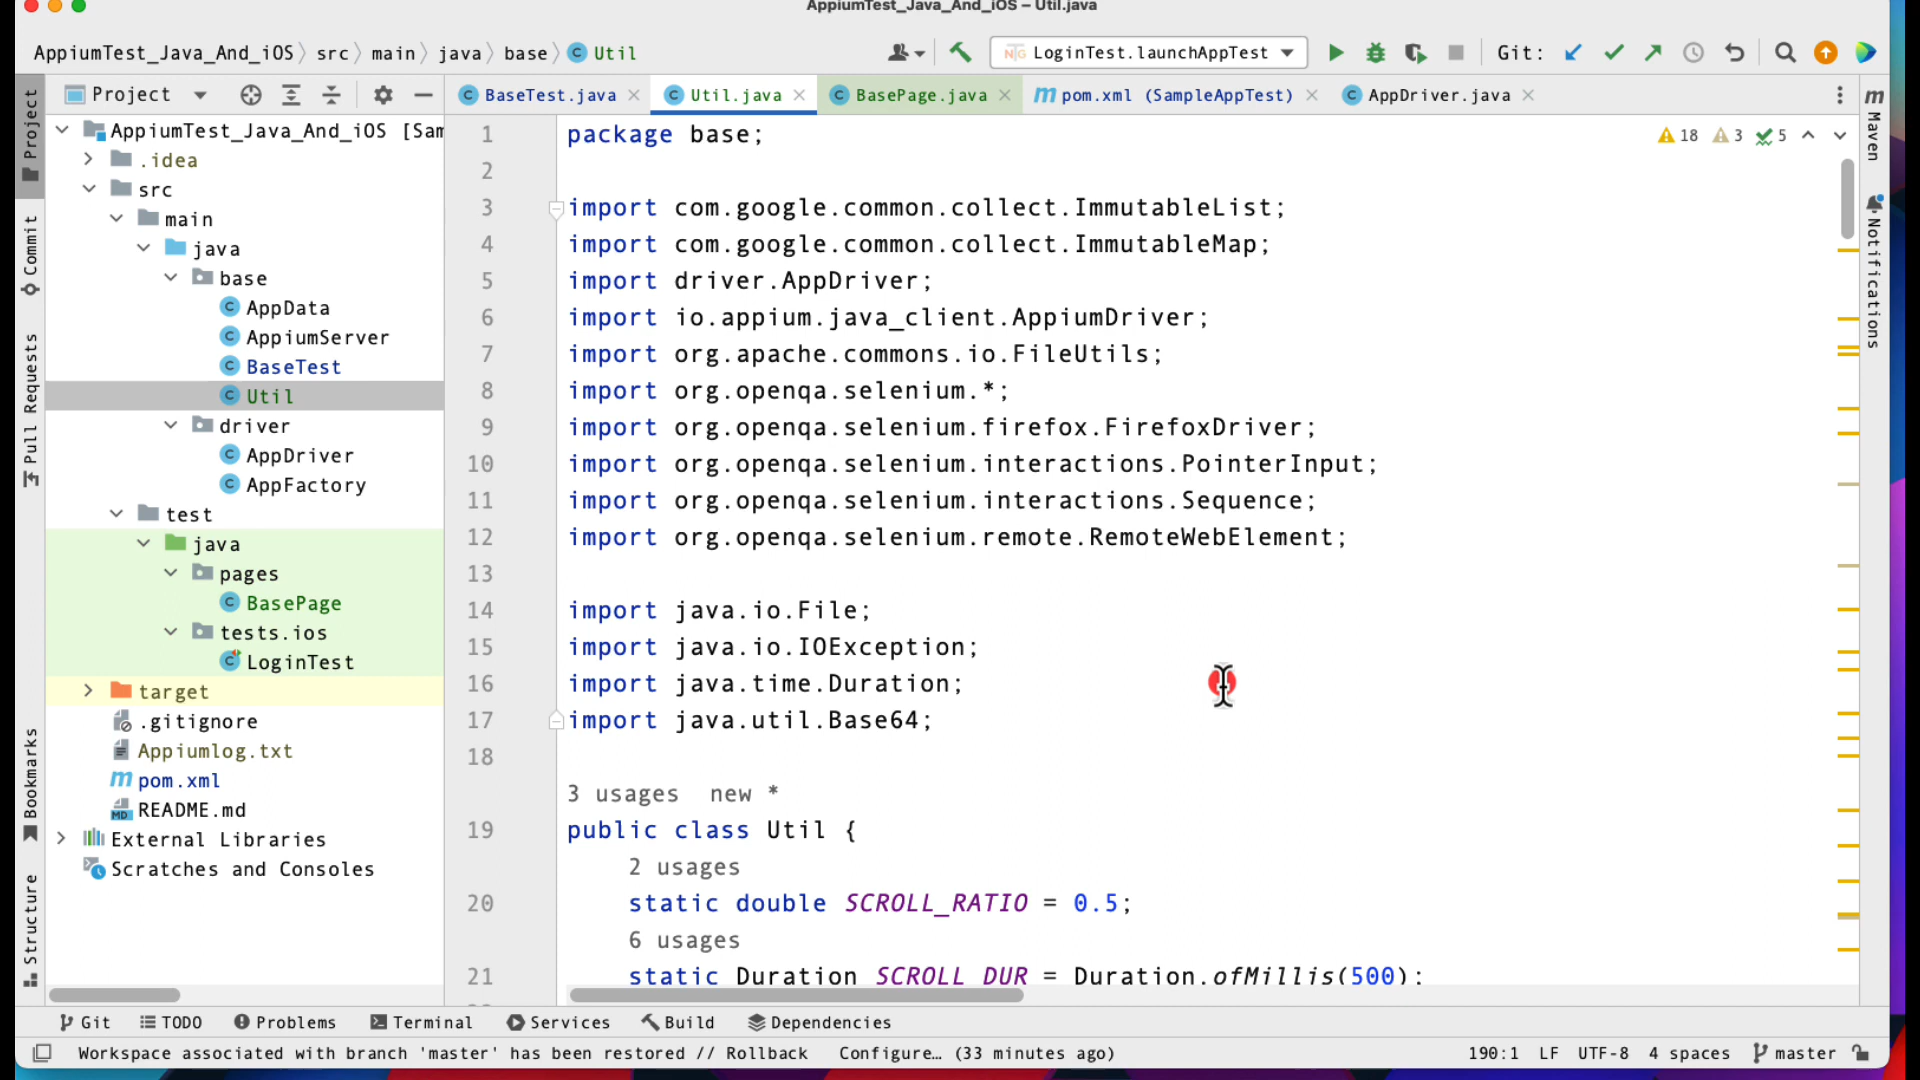 AppiumTest_Java_And_iOS – Util.java
AppiumTest_Java_And_iOS src main java base Util
LoginTest.launchAppTest
Git:
Project
BaseTest.java
Util.java
BasePage.java
pom.xml (SampleAppTest)
AppDriver.java
Project
Commit
Pull Requests
Bookmarks
Structure
AppiumTest_Java_And_iOS [Sam
.idea
src
main
java
base
AppData
AppiumServer
BaseTest
Util
driver
AppDriver
AppFactory
test
java
pages
BasePage
tests.ios
LoginTest
target
.gitignore
Appiumlog.txt
pom.xml
README.md
External Libraries
Scratches and Consoles
18 3 5
1 package base;
2
3 import com.google.common.collect.ImmutableList;
4 import com.google.common.collect.ImmutableMap;
5 import driver.AppDriver;
6 import io.appium.java_client.AppiumDriver;
7 import org.apache.commons.io.FileUtils;
8 import org.openqa.selenium.*;
9 import org.openqa.selenium.firefox.FirefoxDriver;
10 import org.openqa.selenium.interactions.PointerInput;
11 import org.openqa.selenium.interactions.Sequence;
12 import org.openqa.selenium.remote.RemoteWebElement;
13
14 import java.io.File;
15 import java.io.IOException;
16 import java.time.Duration;
17 import java.util.Base64;
18
3 usages new *
19 public class Util {
2 usages
20 static double SCROLL_RATIO = 0.5;
6 usages
21 static Duration SCROLL_DUR = Duration.ofMillis(500);
Maven
Notifications
Git TODO Problems Terminal Services Build Dependencies
Workspace associated with branch 'master' has been restored // Rollback Configure... (33 minutes ago)
190:1 LF UTF-8 4 spaces master